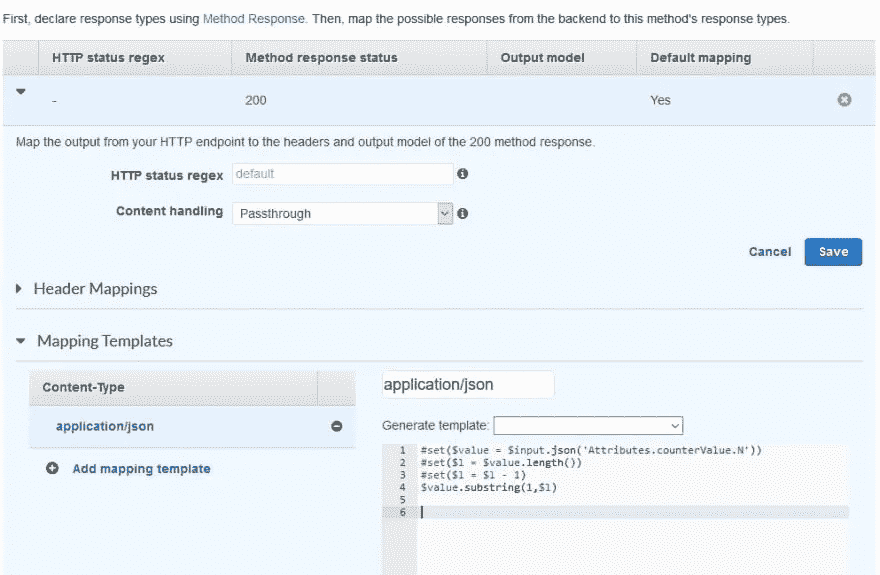 First, declare response types using Method Response. Then, map the possible responses from the backend to this method's response types.
HTTP status regex Method response status Output model Default mapping
- 200 Yes
Map the output from your HTTP endpoint to the headers and output model of the 200 method response.
HTTP status regex default
Content handling Passthrough
Cancel Save
Header Mappings
Mapping Templates
Content-Type
application/json
application/json
Add mapping template
Generate template:
1 #set($value = $input.json('Attributes.counterValue.N'))
2 #set($l = $value.length())
3 #set($l = $l - 1)
4 $value.substring(1,$l)
5
6